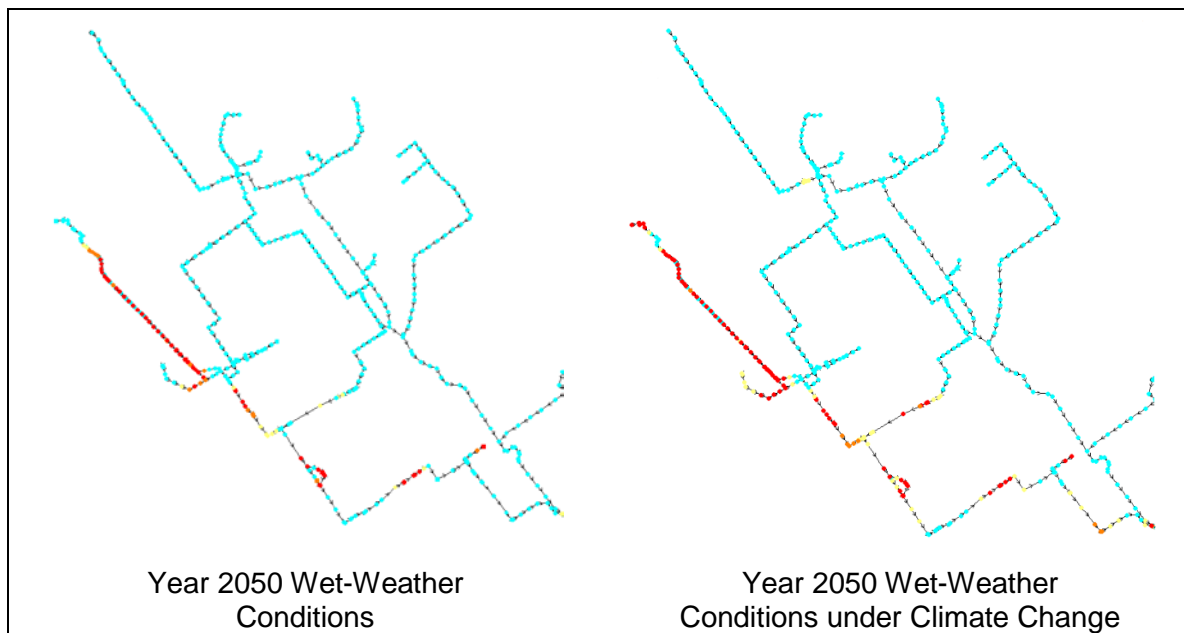 Year 2050 Wet-Weather
Conditions
Year 2050 Wet-Weather
Conditions under Climate Change